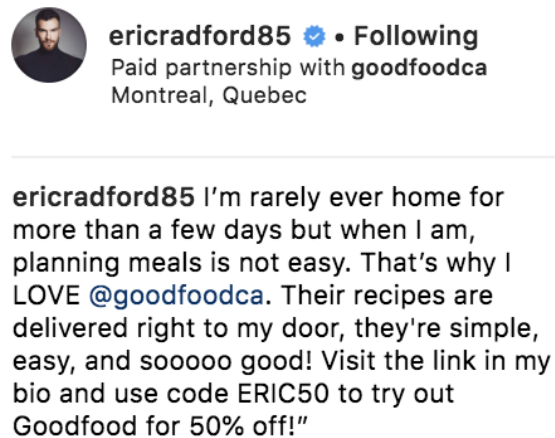 ericradford85 • Following
Paid partnership with goodfoodca
Montreal, Quebec
ericradford85 I’m rarely ever home for
more than a few days but when I am,
planning meals is not easy. That’s why I
LOVE @goodfoodca. Their recipes are
delivered right to my door, they're simple,
easy, and sooooo good! Visit the link in my
bio and use code ERIC50 to try out
Goodfood for 50% off!”